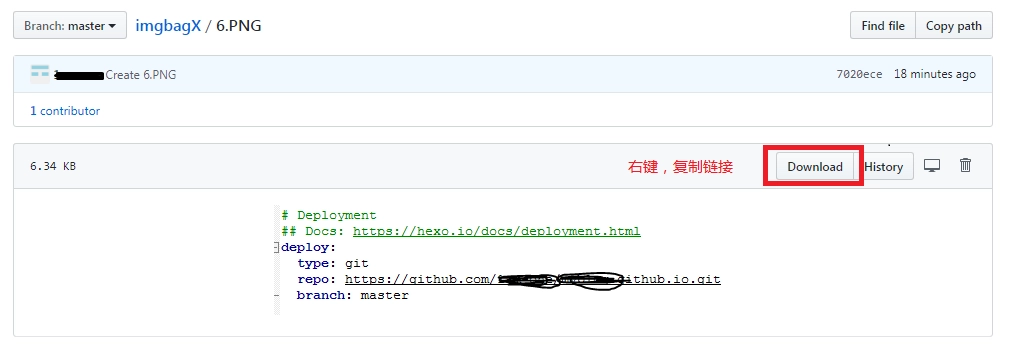 Branch: master
imgbagX / 6.PNG
Find file
Copy path
Create 6.PNG
7020ece
18 minutes ago
1 contributor
6.34 KB
右键，复制链接
Download
History
# Deployment
## Docs: https://hexo.io/docs/deployment.html
deploy:
type: git
repo: https://github.com/ github.io.git
branch: master